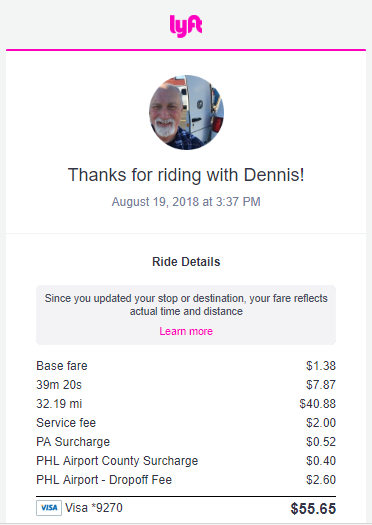 lyft
Thanks for riding with Dennis!
August 19, 2018 at 3:37 PM
Ride Details
Since you updated your stop or destination, your fare reflects
actual time and distance
Learn more
Base fare $1.38
39m 20s $7.87
32.19 mi $40.88
Service fee $2.00
PA Surcharge $0.52
PHL Airport County Surcharge $0.40
PHL Airport - Dropoff Fee $2.60
VISA Visa *9270 $55.65